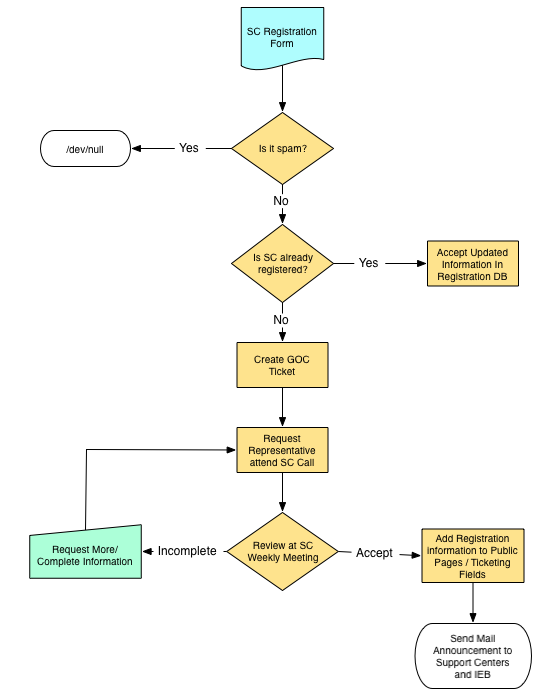 SC Registration
Form
Is it spam?
Yes
/dev/null
No
Is SC already
registered?
Yes
Accept Updated
Information In
Registration DB
No
Create GOC
Ticket
Request
Representative
attend SC Call
Review at SC
Weekly Meeting
Incomplete
Request More/
Complete Information
Accept
Add Registration
information to Public
Pages / Ticketing
Fields
Send Mail
Announcement to
Support Centers
and IEB